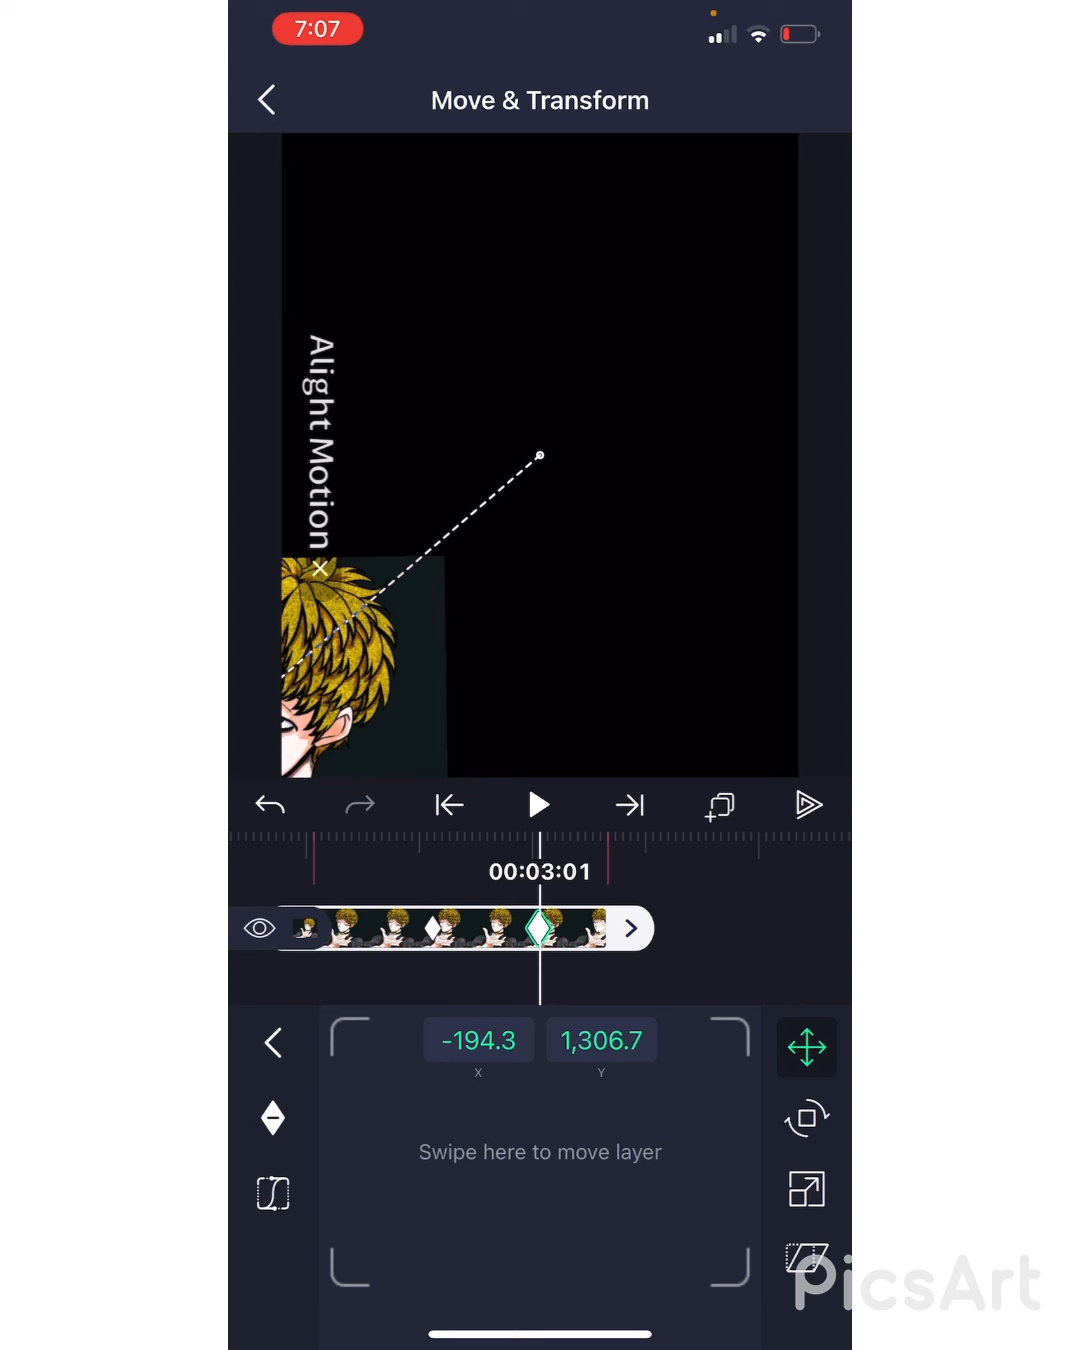 7:07
Move & Transform
Alight Motion
00:03:01
-194.3 1,306.7
X Y
Swipe here to move layer
PicsArt